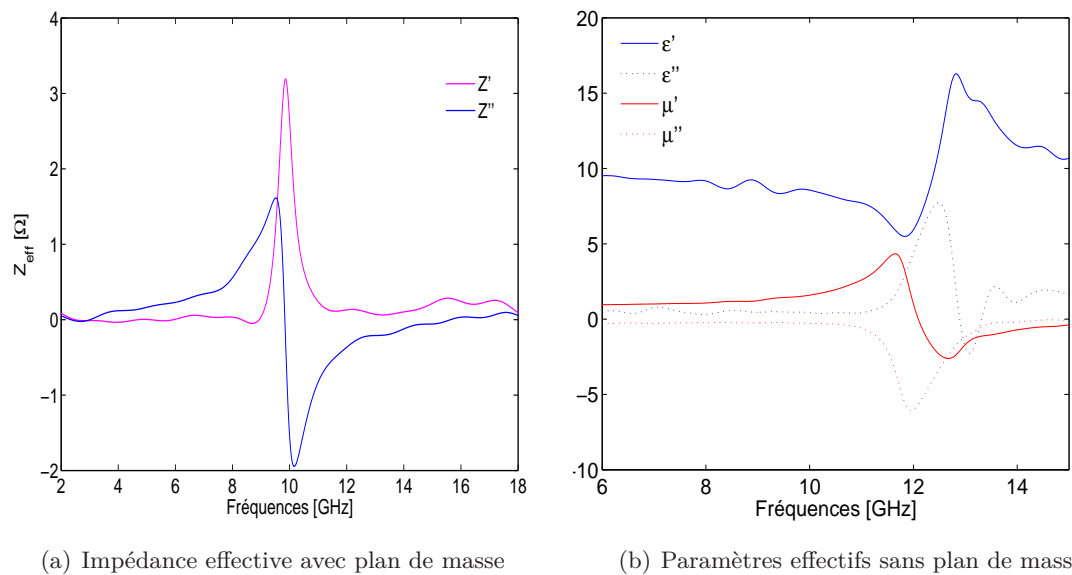 4
3
2
1
0
−1
−2
Z_eff [Ω]
Z'
Z''
2 4 6 8 10 12 14 16 18
Fréquences [GHz]
(a) Impédance effective avec plan de masse
20
15
10
5
0
−5
-10
ε'
ε''
μ'
μ''
6 8 10 12 14
Fréquences [GHz]
(b) Paramètres effectifs sans plan de mass